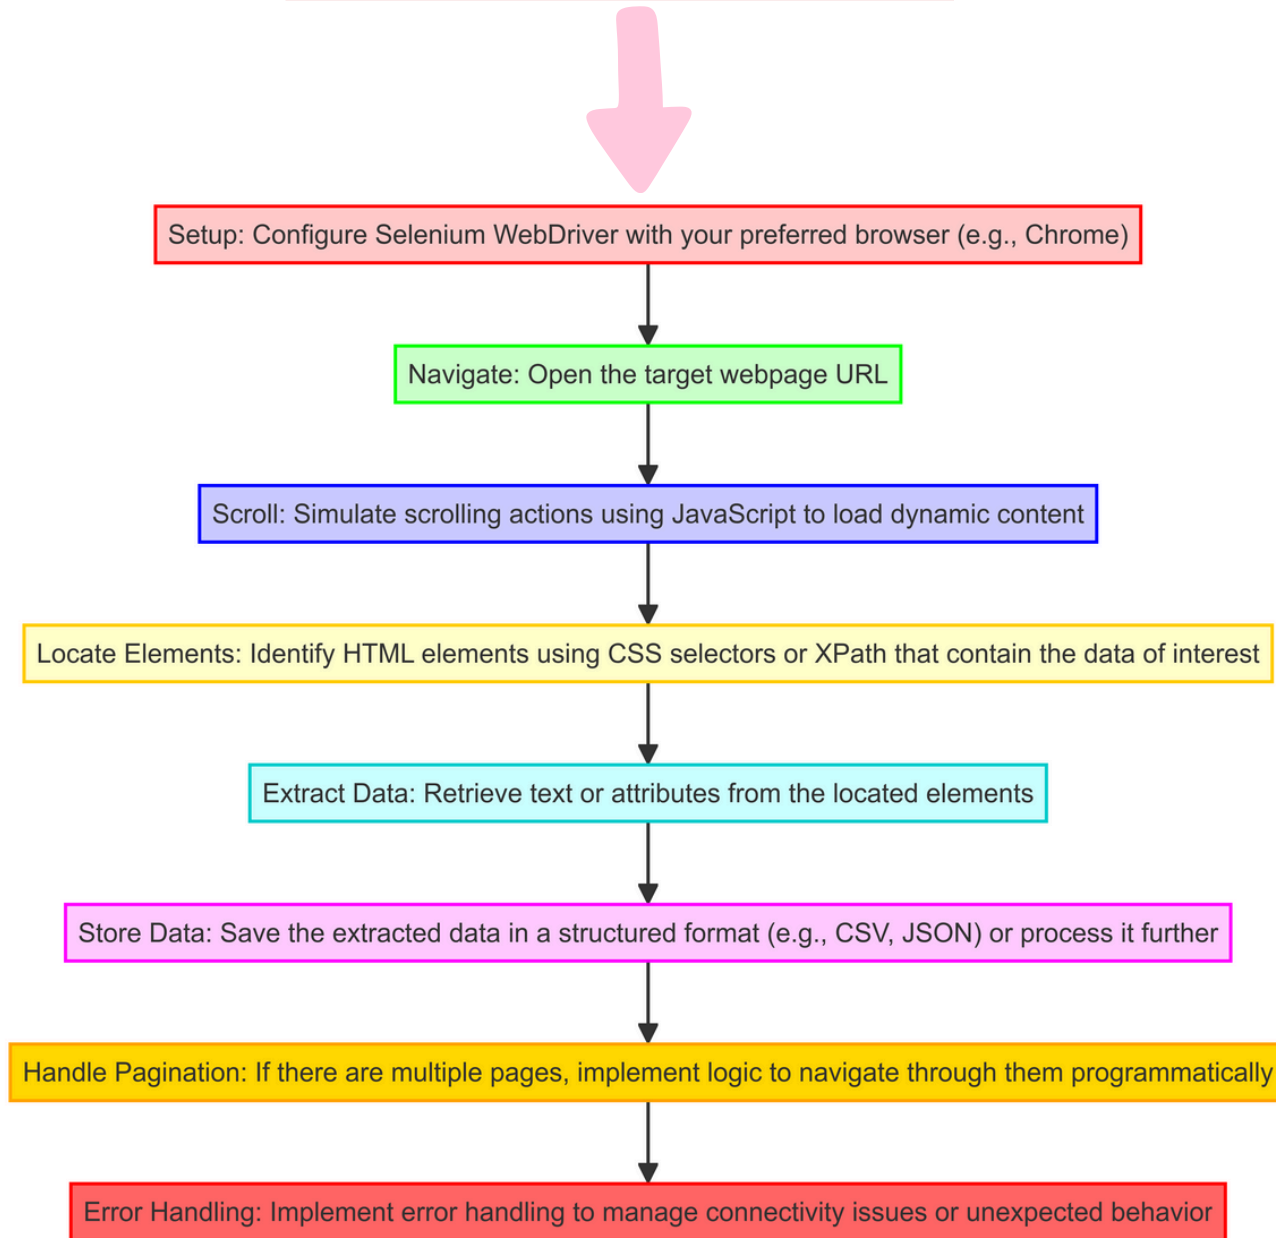 Setup: Configure Selenium WebDriver with your preferred browser (e.g., Chrome)
Navigate: Open the target webpage URL
Scroll: Simulate scrolling actions using JavaScript to load dynamic content
Locate Elements: Identify HTML elements using CSS selectors or XPath that contain the data of interest
Extract Data: Retrieve text or attributes from the located elements
Store Data: Save the extracted data in a structured format (e.g., CSV, JSON) or process it further
Handle Pagination: If there are multiple pages, implement logic to navigate through them programmatically
Error Handling: Implement error handling to manage connectivity issues or unexpected behavior